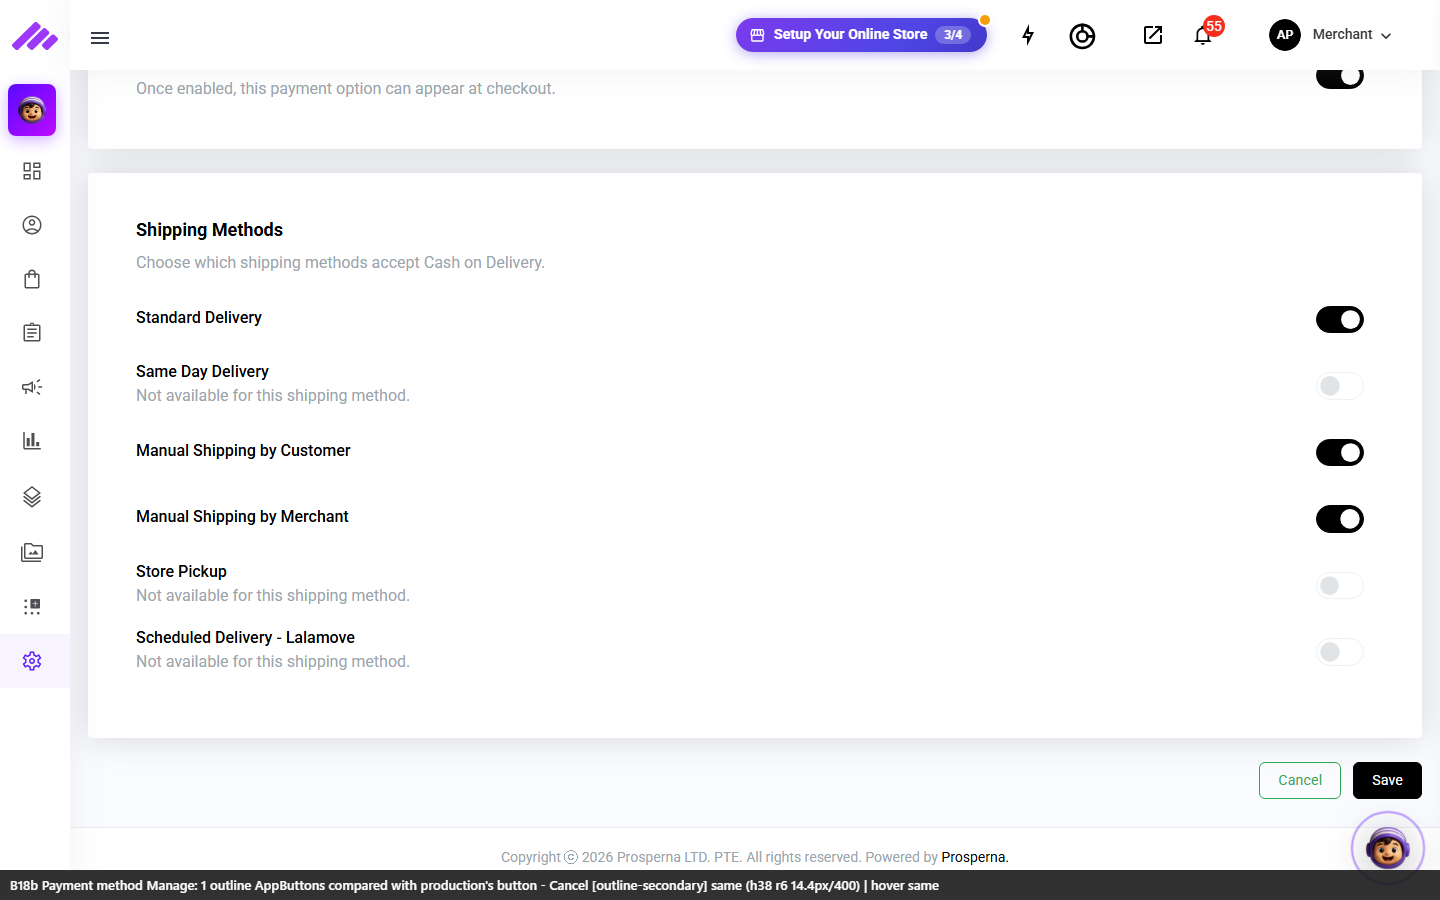 Setup Your Online Store 3/4
55
AP Merchant
Once enabled, this payment option can appear at checkout.
Shipping Methods
Choose which shipping methods accept Cash on Delivery.
Standard Delivery
Same Day Delivery
Not available for this shipping method.
Manual Shipping by Customer
Manual Shipping by Merchant
Store Pickup
Not available for this shipping method.
Scheduled Delivery - Lalamove
Not available for this shipping method.
Cancel Save
Copyright © 2026 Prosperna LTD. PTE. All rights reserved. Powered by Prosperna.
B18b Payment method Manage: 1 outline AppButtons compared with production's button - Cancel [outline-secondary] same (h38 r6 14.4px/400) | hover same